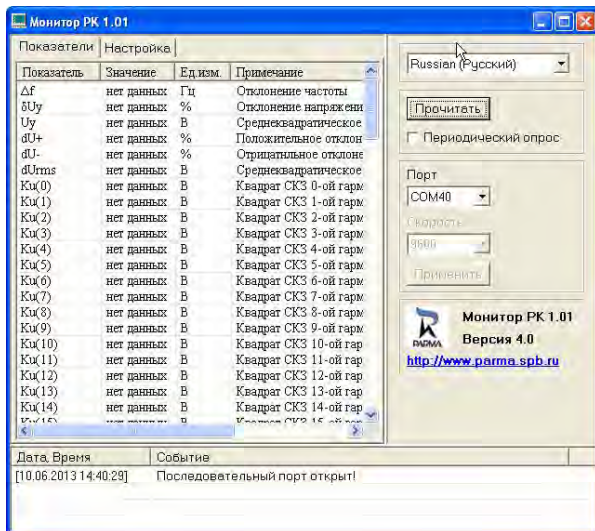 Монитор РК 1.01
Показатели Настройка
Показатель Значение Ед.изм. Примечание
Δf нет данных Гц Отклонение частоты
δUy нет данных % Отклонение напряжени
Uy нет данных В Среднеквадратическое
dU+ нет данных % Положительное отклон
dU- нет данных % Отрицатильное отклоне
dUrms нет данных В Среднеквадратическое
Ku(0) нет данных В Квадрат СКЗ 0-ой гарм
Ku(1) нет данных В Квадрат СКЗ 1-ой гарм
Ku(2) нет данных В Квадрат СКЗ 2-ой гарм
Ku(3) нет данных В Квадрат СКЗ 3-ой гарм
Ku(4) нет данных В Квадрат СКЗ 4-ой гарм
Ku(5) нет данных В Квадрат СКЗ 5-ой гарм
Ku(6) нет данных В Квадрат СКЗ 6-ой гарм
Ku(7) нет данных В Квадрат СКЗ 7-ой гарм
Ku(8) нет данных В Квадрат СКЗ 8-ой гарм
Ku(9) нет данных В Квадрат СКЗ 9-ой гарм
Ku(10) нет данных В Квадрат СКЗ 10-ой гар
Ku(11) нет данных В Квадрат СКЗ 11-ой гар
Ku(12) нет данных В Квадрат СКЗ 12-ой гар
Ku(13) нет данных В Квадрат СКЗ 13-ой гар
Ku(14) нет данных В Квадрат СКЗ 14-ой гар
Ku(15) нет данных В Квадрат СКЗ 15-ой гар
Russian (Русский)
Прочитать
Периодический опрос
Порт
COM40
Скорость
9600
Применить
PARMA
Монитор РК 1.01
Версия 4.0
http://www.parma.spb.ru
Дата, Время Событие
[10.06.2013 14:40:29] Последовательный порт открыт!